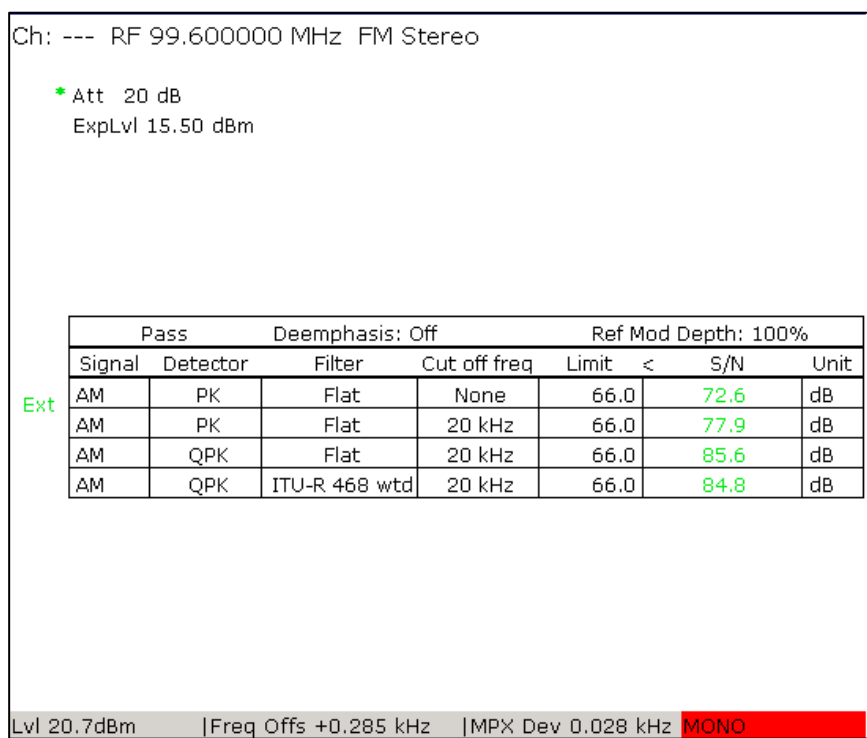 Ch: --- RF 99.600000 MHz FM Stereo
* Att 20 dB
ExpLvl 15.50 dBm
Pass Deemphasis: Off Ref Mod Depth: 100%
Signal Detector Filter Cut off freq Limit < S/N Unit
Ext
AM PK Flat None 66.0 72.6 dB
AM PK Flat 20 kHz 66.0 77.9 dB
AM QPK Flat 20 kHz 66.0 85.6 dB
AM QPK ITU-R 468 wtd 20 kHz 66.0 84.8 dB
Lvl 20.7dBm |Freq Offs +0.285 kHz |MPX Dev 0.028 kHz MONO